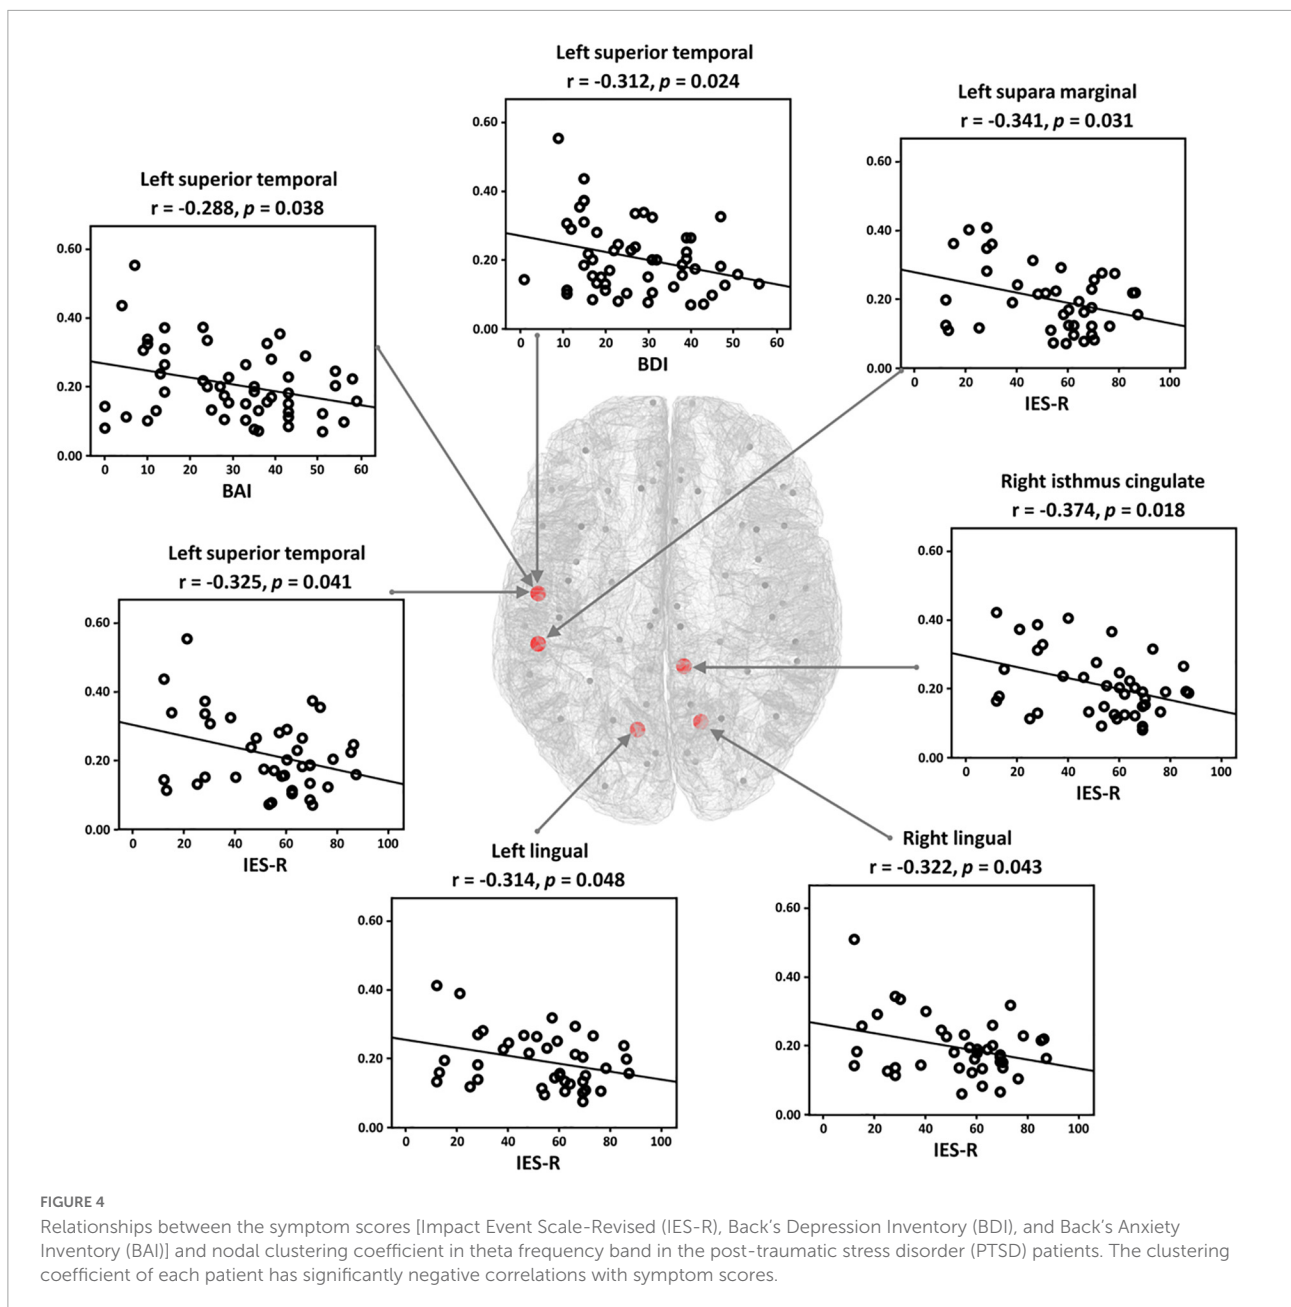 Left superior temporal
r = -0.312, p = 0.024
0.60
0.40
0.20
0.00
0 10 20 30 40 50 60
BDI
Left supara marginal
r = -0.341, p = 0.031
0.60
0.40
0.20
0.00
0 20 40 60 80 100
IES-R
Left superior temporal
r = -0.288, p = 0.038
0.60
0.40
0.20
0.00
0 10 20 30 40 50 60
BAI
Right isthmus cingulate
r = -0.374, p = 0.018
0.60
0.40
0.20
0.00
0 20 40 60 80 100
IES-R
Left superior temporal
r = -0.325, p = 0.041
0.60
0.40
0.20
0.00
0 20 40 60 80 100
IES-R
Left lingual
r = -0.314, p = 0.048
0.60
0.40
0.20
0.00
0 20 40 60 80 100
IES-R
Right lingual
r = -0.322, p = 0.043
0.60
0.40
0.20
0.00
0 20 40 60 80 100
IES-R
FIGURE 4
Relationships between the symptom scores [Impact Event Scale-Revised (IES-R), Back's Depression Inventory (BDI), and Back's Anxiety
Inventory (BAI)] and nodal clustering coefficient in theta frequency band in the post-traumatic stress disorder (PTSD) patients. The clustering
coefficient of each patient has significantly negative correlations with symptom scores.